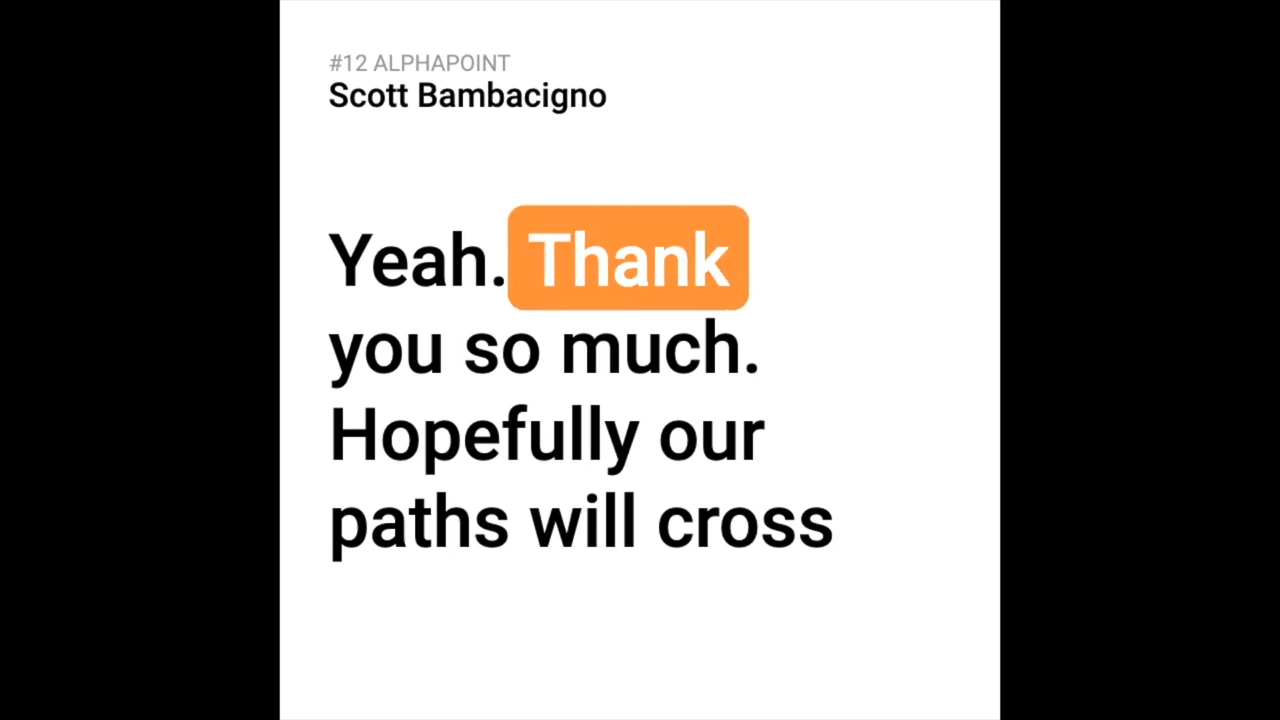 #12 ALPHAPOINT
Scott Bambacigno
Yeah. Thank
you so much.
Hopefully our
paths will cross